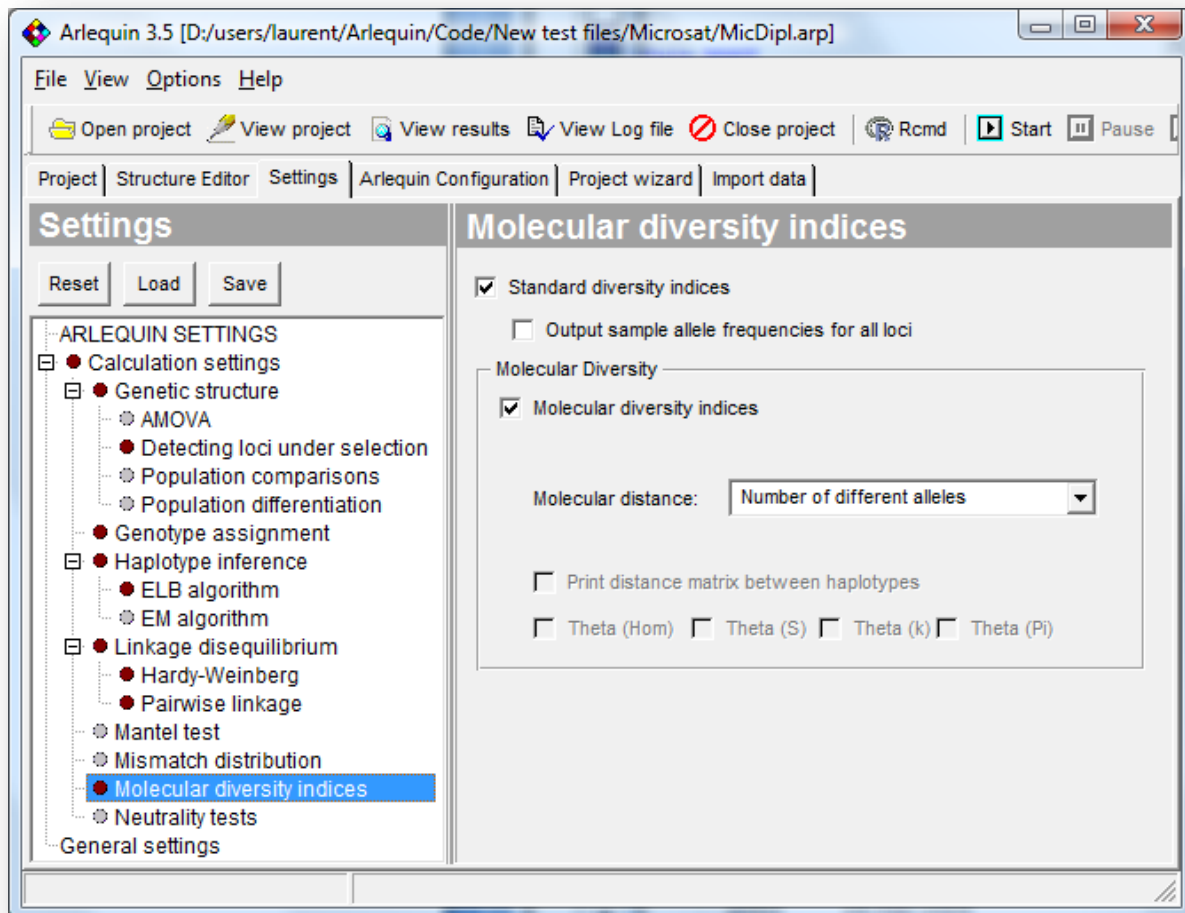 Arlequin 3.5 [D:/users/laurent/Arlequin/Code/New test files/Microsat/MicDipl.arp]
File View Options Help
Open project View project View results View Log file Close project Rcmd Start Pause
Project Structure Editor Settings Arlequin Configuration Project wizard Import data
Settings
Reset Load Save
ARLEQUIN SETTINGS
Calculation settings
Genetic structure
AMOVA
Detecting loci under selection
Population comparisons
Population differentiation
Genotype assignment
Haplotype inference
ELB algorithm
EM algorithm
Linkage disequilibrium
Hardy-Weinberg
Pairwise linkage
Mantel test
Mismatch distribution
Molecular diversity indices
Neutrality tests
General settings
Molecular diversity indices
Standard diversity indices
Output sample allele frequencies for all loci
Molecular Diversity
Molecular diversity indices
Molecular distance: Number of different alleles
Print distance matrix between haplotypes
Theta (Hom) Theta (S) Theta (k) Theta (Pi)